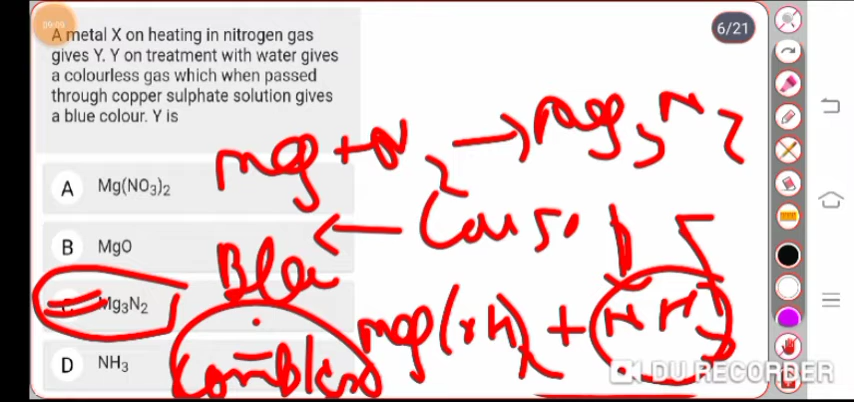 09:09
6/21
A metal X on heating in nitrogen gas
gives Y. Y on treatment with water gives
a colourless gas which when passed
through copper sulphate solution gives
a blue colour. Y is
Mg + N2 → Mg3N2
A Mg(NO3)2
B MgO
C Mg3N2
D NH3
Blue
Mg(OH)2 + NH3
DU RECORDER